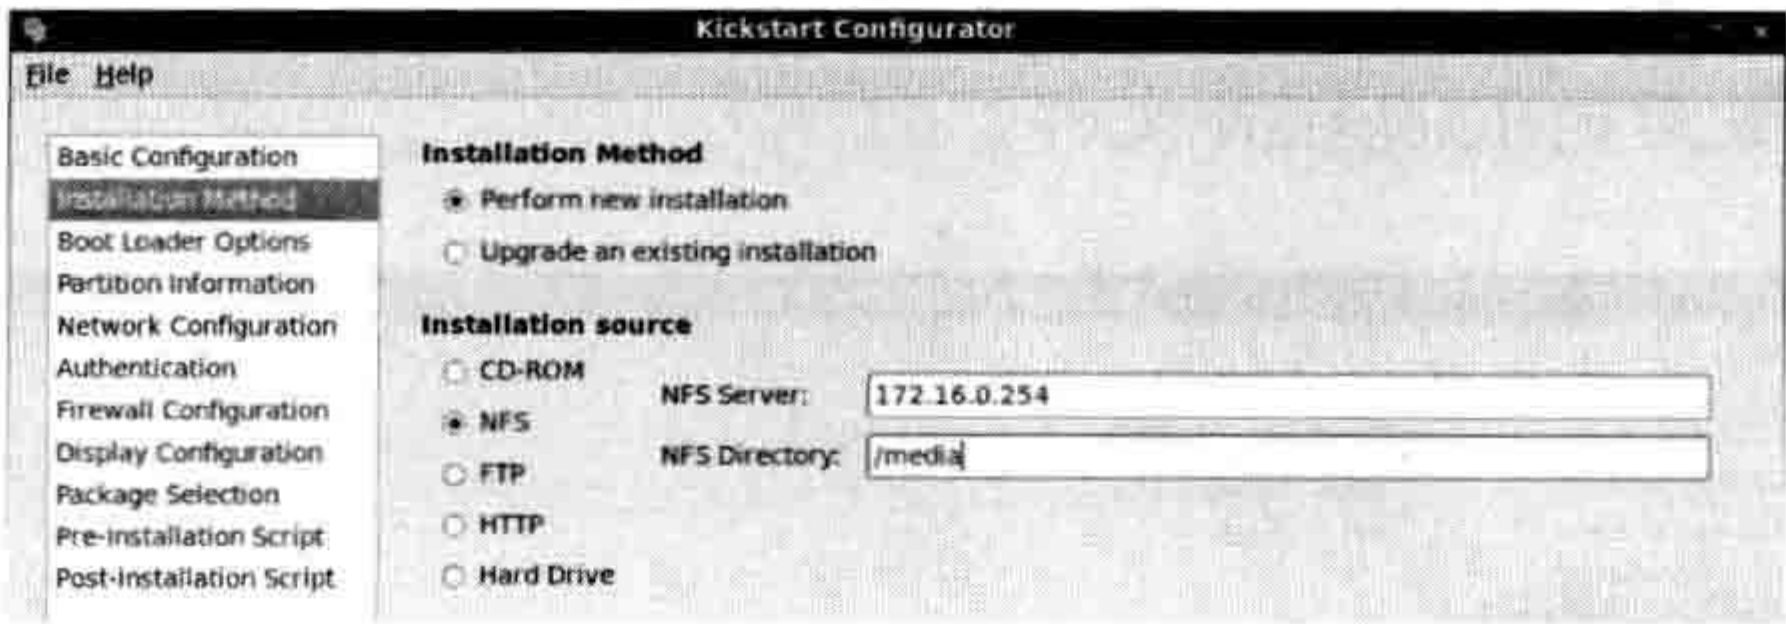 Kickstart Configurator
File Help
Basic Configuration
Installation Method
Boot Loader Options
Partition Information
Network Configuration
Authentication
Firewall Configuration
Display Configuration
Package Selection
Pre-Installation Script
Post-Installation Script
Installation Method
Perform new installation
Upgrade an existing installation
Installation source
CD-ROM
NFS
FTP
HTTP
Hard Drive
NFS Server: 172.16.0.254
NFS Directory: /media